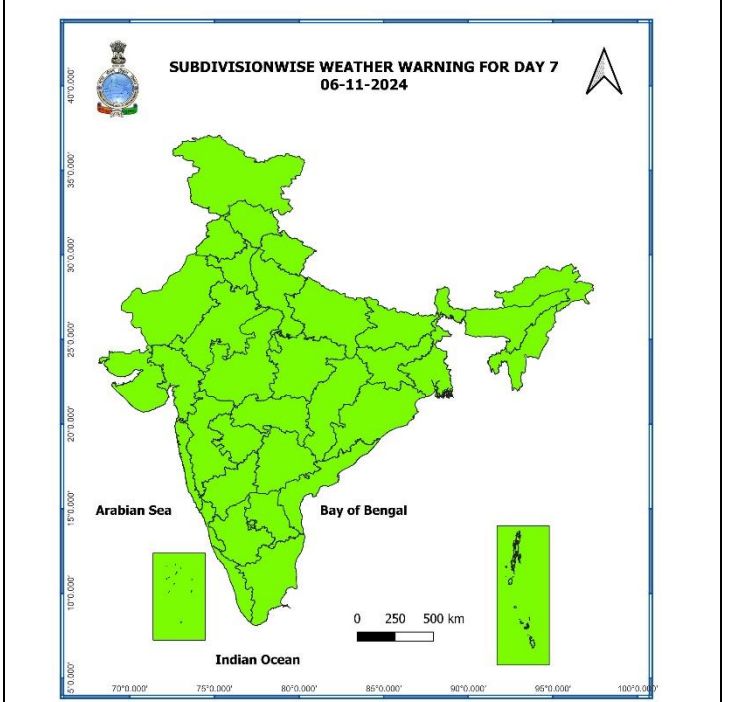 SUBDIVISIONWISE WEATHER WARNING FOR DAY 7
06-11-2024
40°0.000'
35°0.000'
30°0.000'
25°0.000'
20°0.000'
15°0.000'
10°0.000'
5°0.000'
Arabian Sea
Bay of Bengal
0 250 500 km
Indian Ocean
70°0.000' 75°0.000' 80°0.000' 85°0.000' 90°0.000' 95°0.000' 100°0.000'